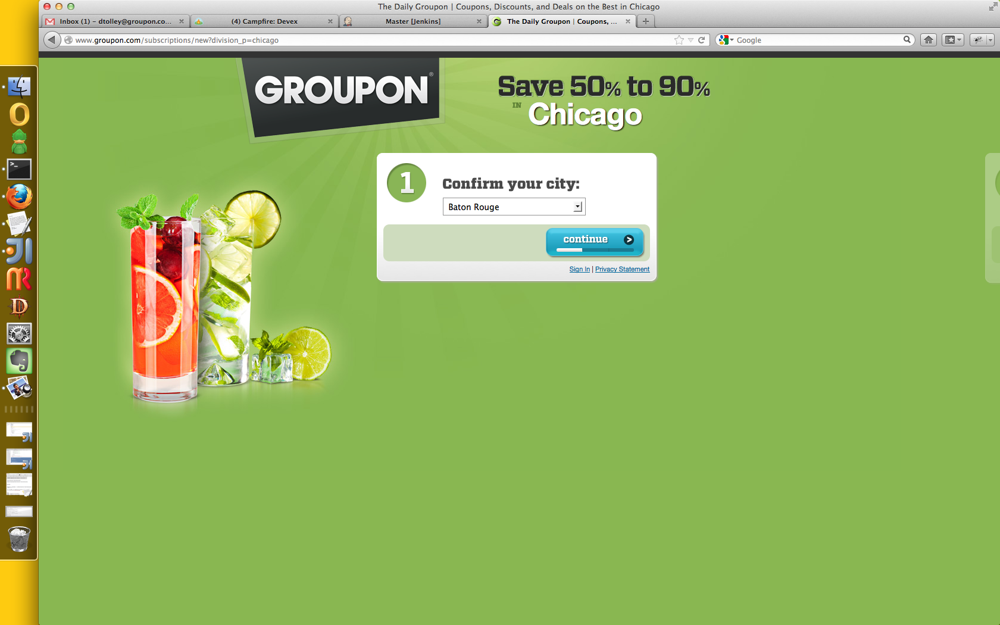 The Daily Groupon | Coupons, Discounts, and Deals on the Best in Chicago
Inbox (1) – dtolley@groupon.co...
(4) Campfire: Devex
Master [Jenkins]
The Daily Groupon | Coupons, ...
www.groupon.com/subscriptions/new?division_p=chicago
Google
GROUPON®
Save 50% to 90%
IN
Chicago
1
Confirm your city:
Baton Rouge
continue
Sign In | Privacy Statement